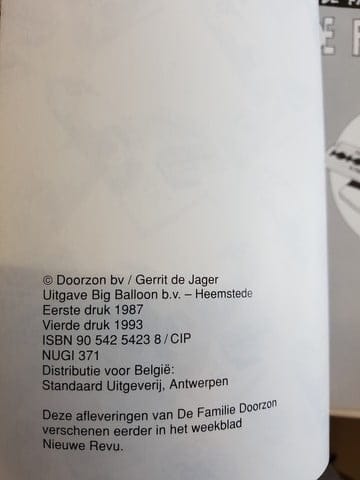 © Doorzon bv / Gerrit de Jager
Uitgave Big Balloon b.v. – Heemstede
Eerste druk 1987
Vierde druk 1993
ISBN 90 542 5423 8 / CIP
NUGI 371
Distributie voor België:
Standaard Uitgeverij, Antwerpen
Deze afleveringen van De Familie Doorzon
verschenen eerder in het weekblad
Nieuwe Revu.